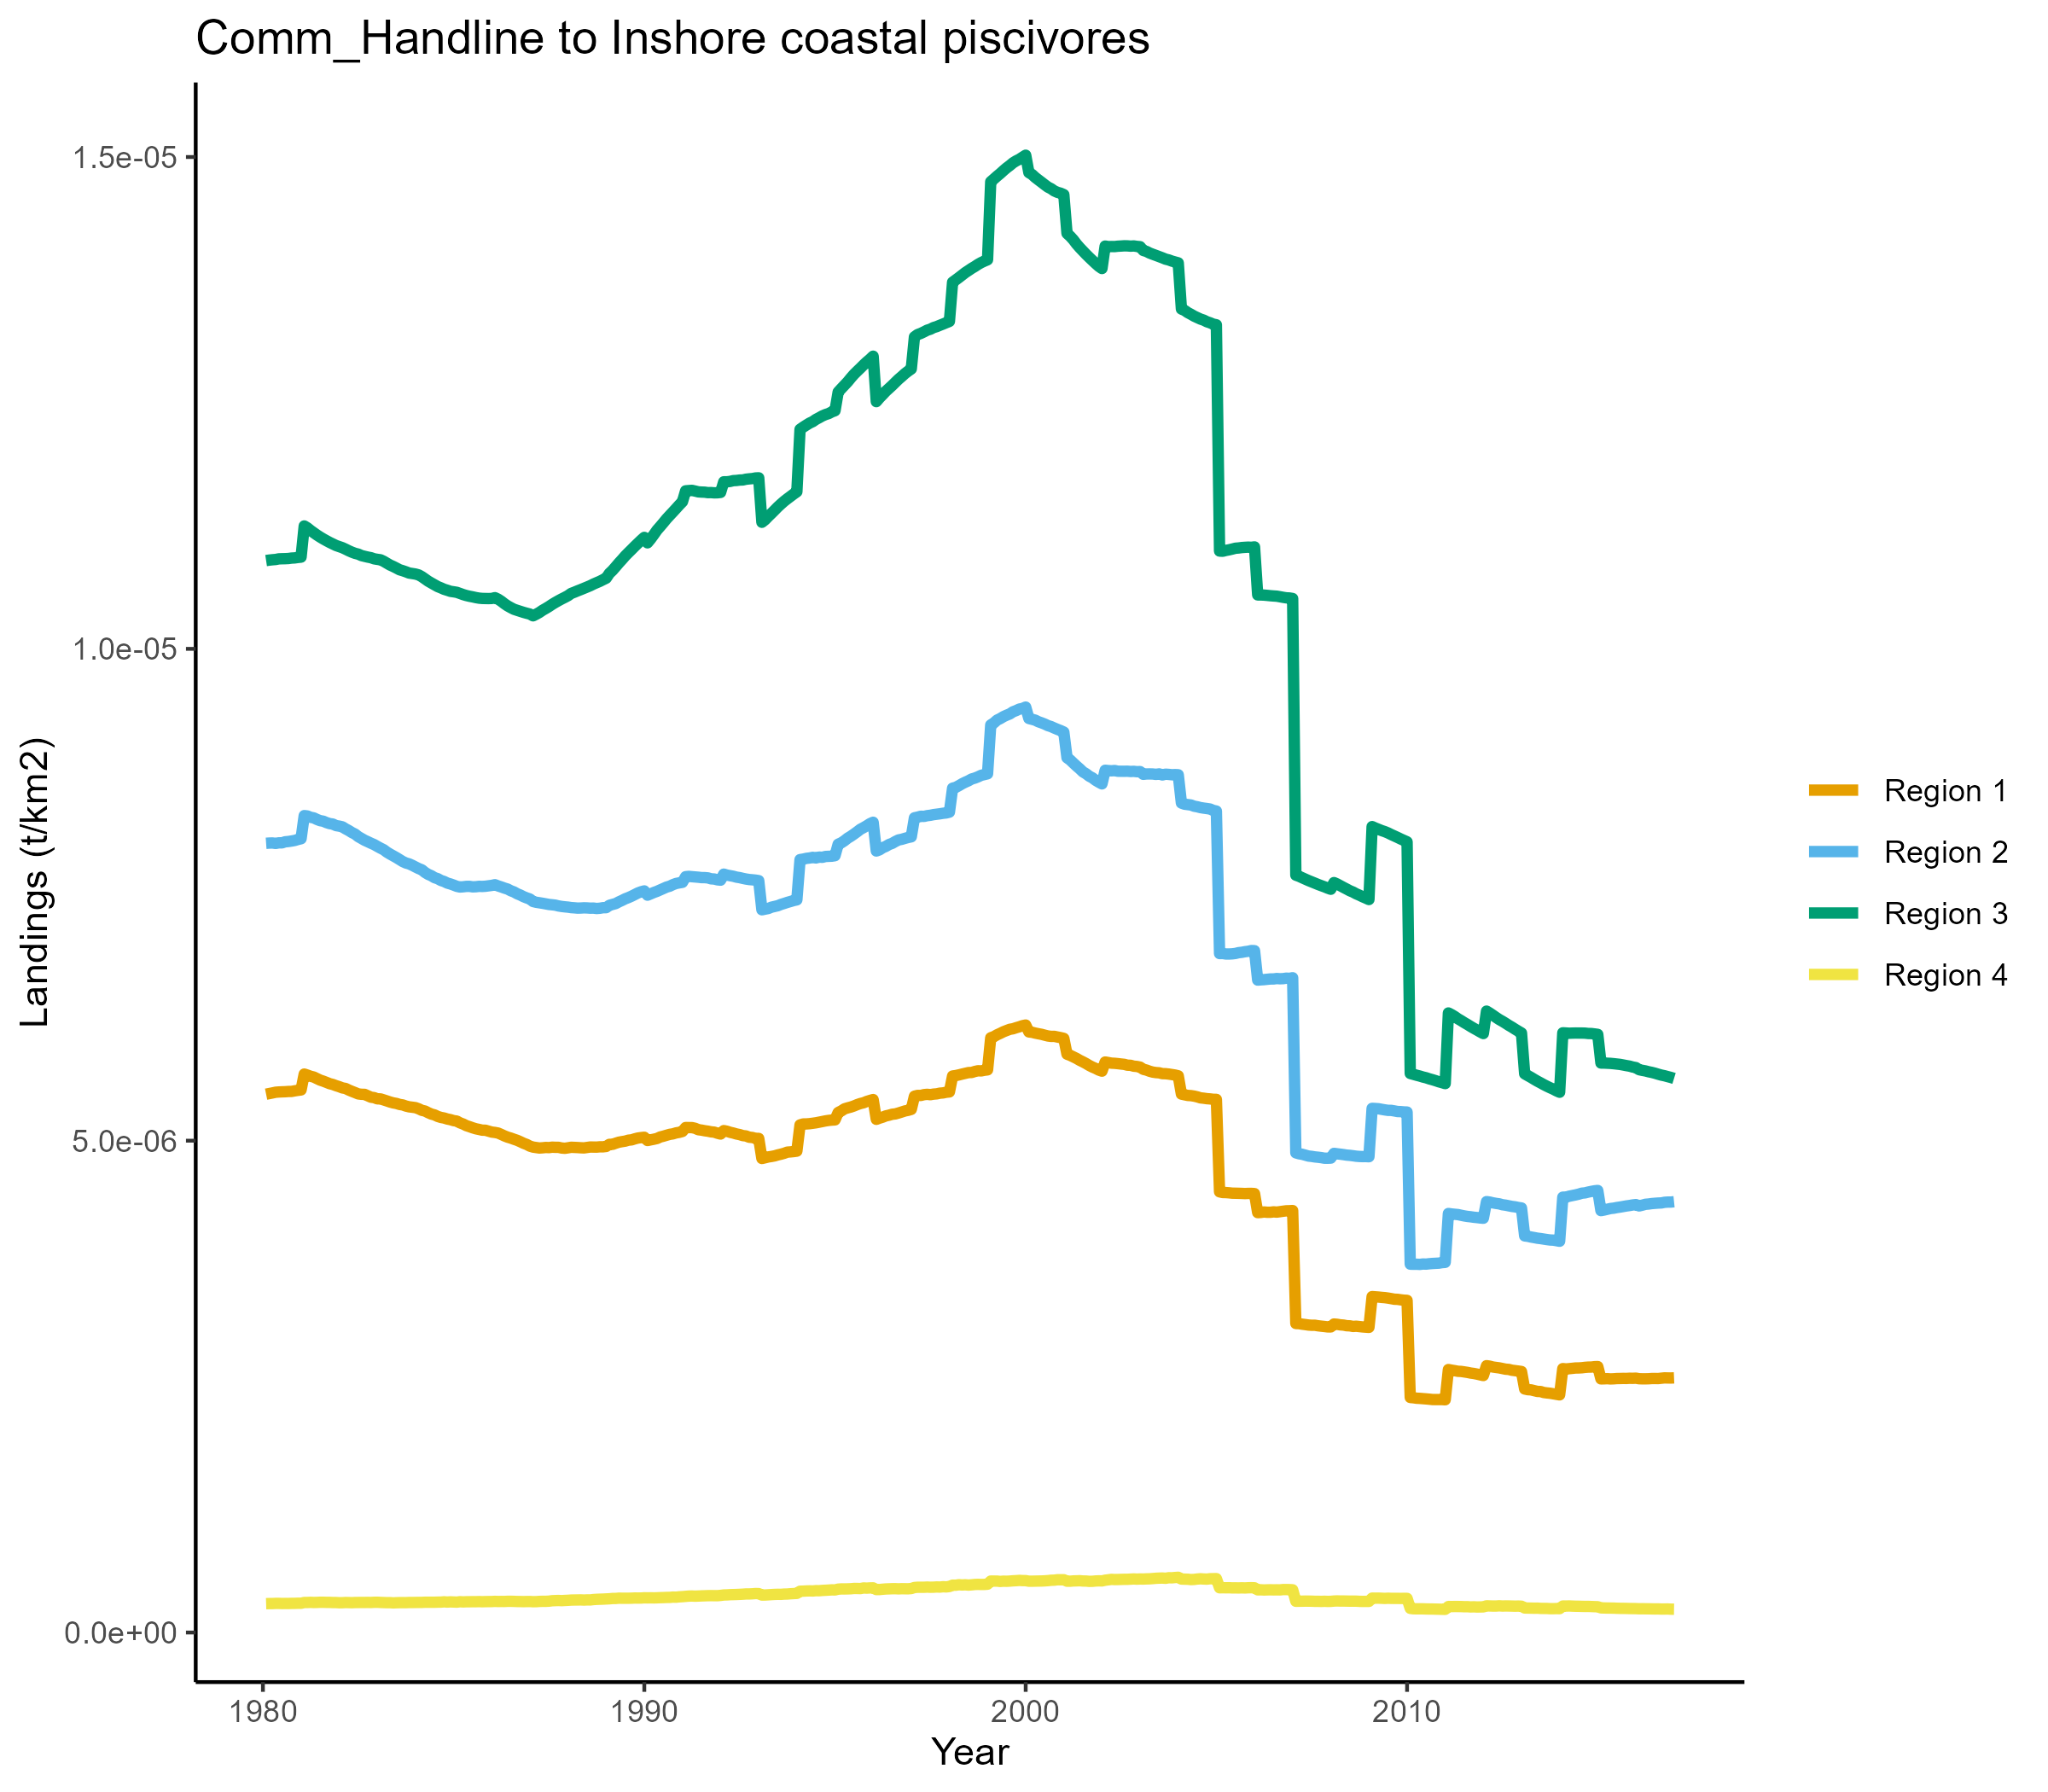 Comm_Handline to Inshore coastal piscivores
Landings (t/km2)
1.5e-05
1.0e-05
5.0e-06
0.0e+00
1980 1990 2000 2010
Year
Region 1
Region 2
Region 3
Region 4